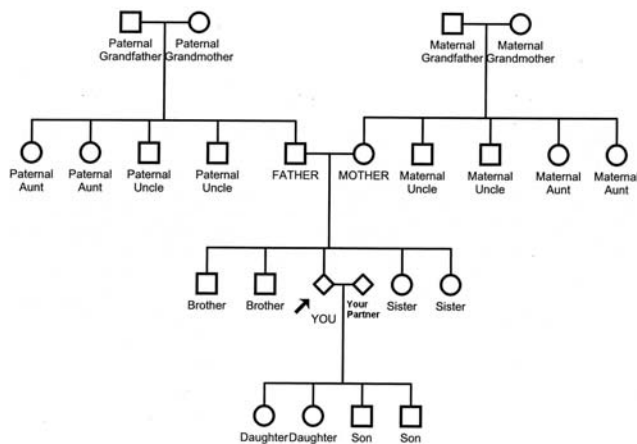 Paternal
Grandfather
Paternal
Grandmother
Maternal
Grandfather
Maternal
Grandmother
Paternal
Aunt
Paternal
Aunt
Paternal
Uncle
Paternal
Uncle
FATHER
MOTHER
Maternal
Uncle
Maternal
Uncle
Maternal
Aunt
Maternal
Aunt
Brother
Brother
YOU
Your
Partner
Sister
Sister
Daughter
Daughter
Son
Son